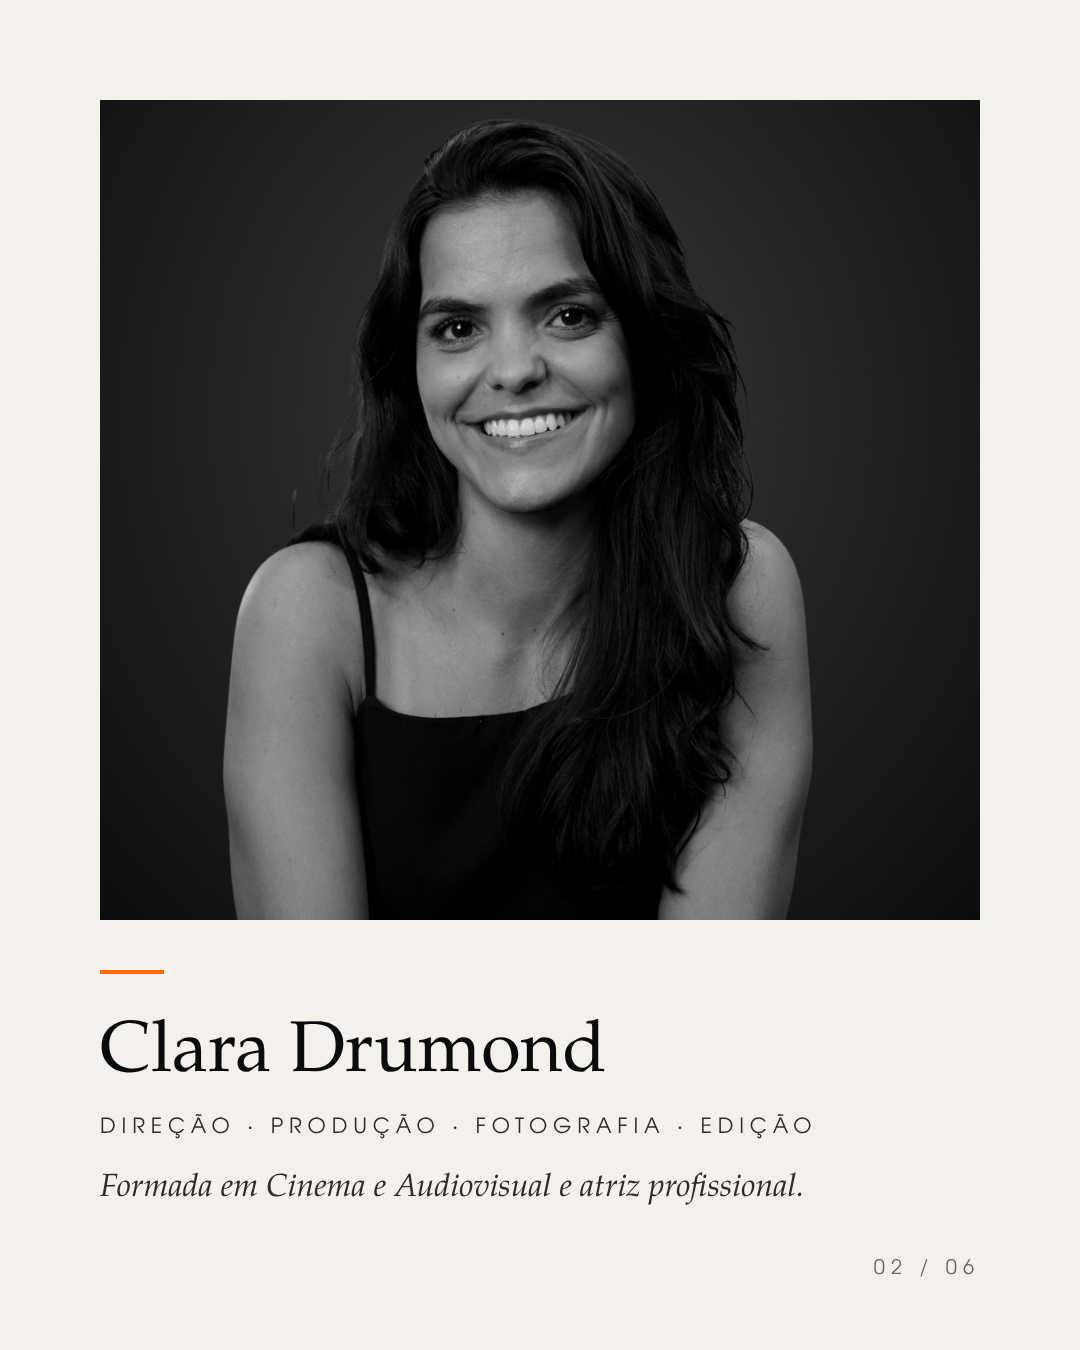 Clara Drumond
DIREÇÃO · PRODUÇÃO · FOTOGRAFIA · EDIÇÃO
Formada em Cinema e Audiovisual e atriz profissional.
02 / 06